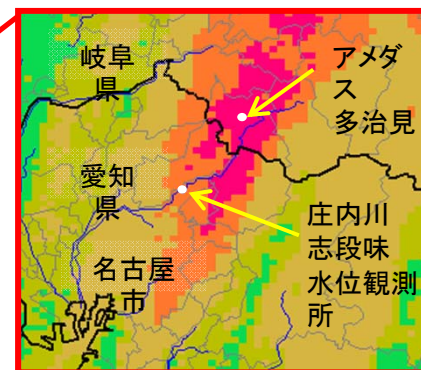 岐阜
県
アメダ
ス
多治見
愛知
県
庄内川
志段味
水位観測
所
名古屋
市